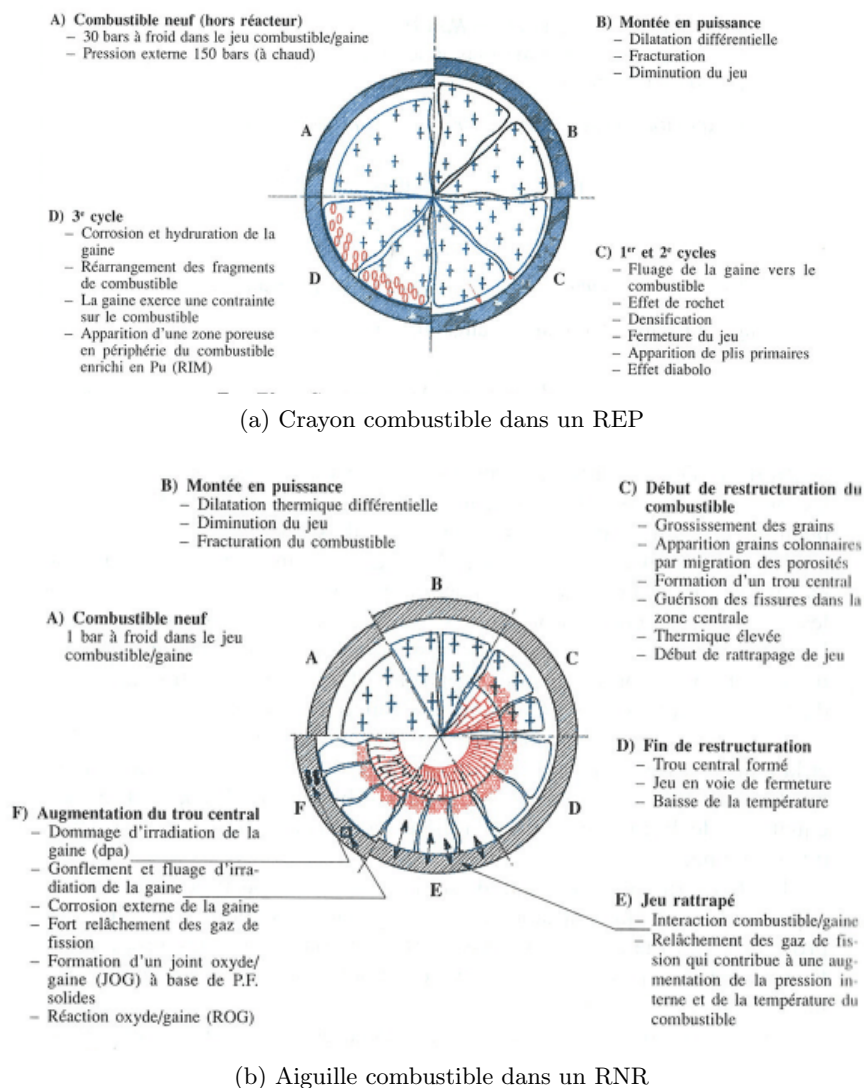 A) Combustible neuf (hors réacteur)
– 30 bars à froid dans le jeu combustible/gaine
– Pression externe 150 bars (à chaud)
B) Montée en puissance
– Dilatation différentielle
– Fracturation
– Diminution du jeu
A
B
D) 3e cycle
– Corrosion et hydruration de la
gaine
– Réarrangement des fragments
de combustible
– La gaine exerce une contrainte
sur le combustible
– Apparition d'une zone poreuse
en périphérie du combustible
enrichi en Pu (RIM)
D
C
C) 1er et 2e cycles
– Fluage de la gaine vers le
combustible
– Effet de rochet
– Densification
– Fermeture du jeu
– Apparition de plis primaires
– Effet diabolo
(a) Crayon combustible dans un REP
B) Montée en puissance
– Dilatation thermique différentielle
– Diminution du jeu
– Fracturation du combustible
C) Début de restructuration du
combustible
– Grossissement des grains
– Apparition grains colonnaires
par migration des porosités
– Formation d'un trou central
– Guérison des fissures dans la
zone centrale
– Thermique élevée
– Début de rattrapage de jeu
A) Combustible neuf
1 bar à froid dans le jeu
combustible/gaine
B
A
C
F
D
E
D) Fin de restructuration
– Trou central formé
– Jeu en voie de fermeture
– Baisse de la température
F) Augmentation du trou central
– Dommage d'irradiation de la
gaine (dpa)
– Gonflement et fluage d'irra-
diation de la gaine
– Corrosion externe de la gaine
– Fort relâchement des gaz de
fission
– Formation d'un joint oxyde/
gaine (JOG) à base de P.F.
solides
– Réaction oxyde/gaine (ROG)
E) Jeu rattrapé
– Interaction combustible/gaine
– Relâchement des gaz de fis-
sion qui contribue à une aug-
mentation de la pression in-
terne et de la température du
combustible
(b) Aiguille combustible dans un RNR